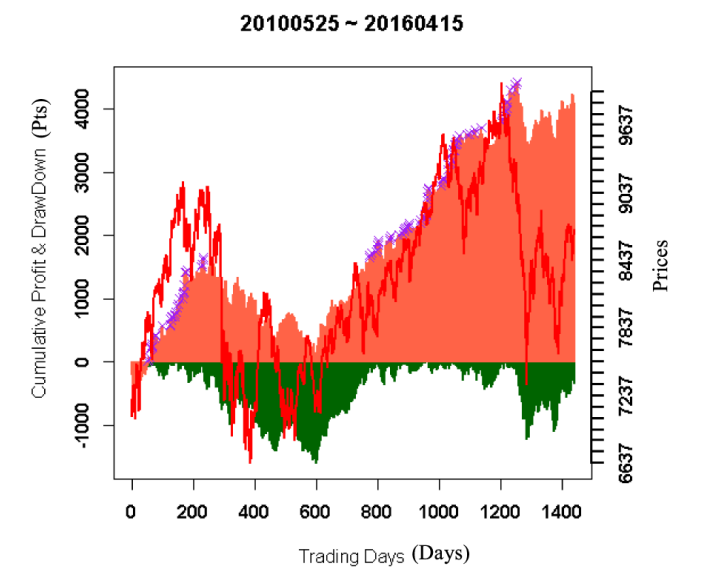 20100525 ~ 20160415
Cumulative Profit & DrawDown (Pts)
4000
3000
2000
1000
0
-1000
9637
9037
8437
7837
7237
6637
Prices
0 200 400 600 800 1000 1200 1400
Trading Days (Days)